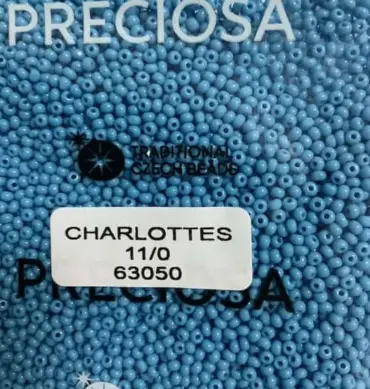 PRECIOSA
TRADITIONAL
CZECH BEADS
CHARLOTTES
11/0
63050
PRECIOSA